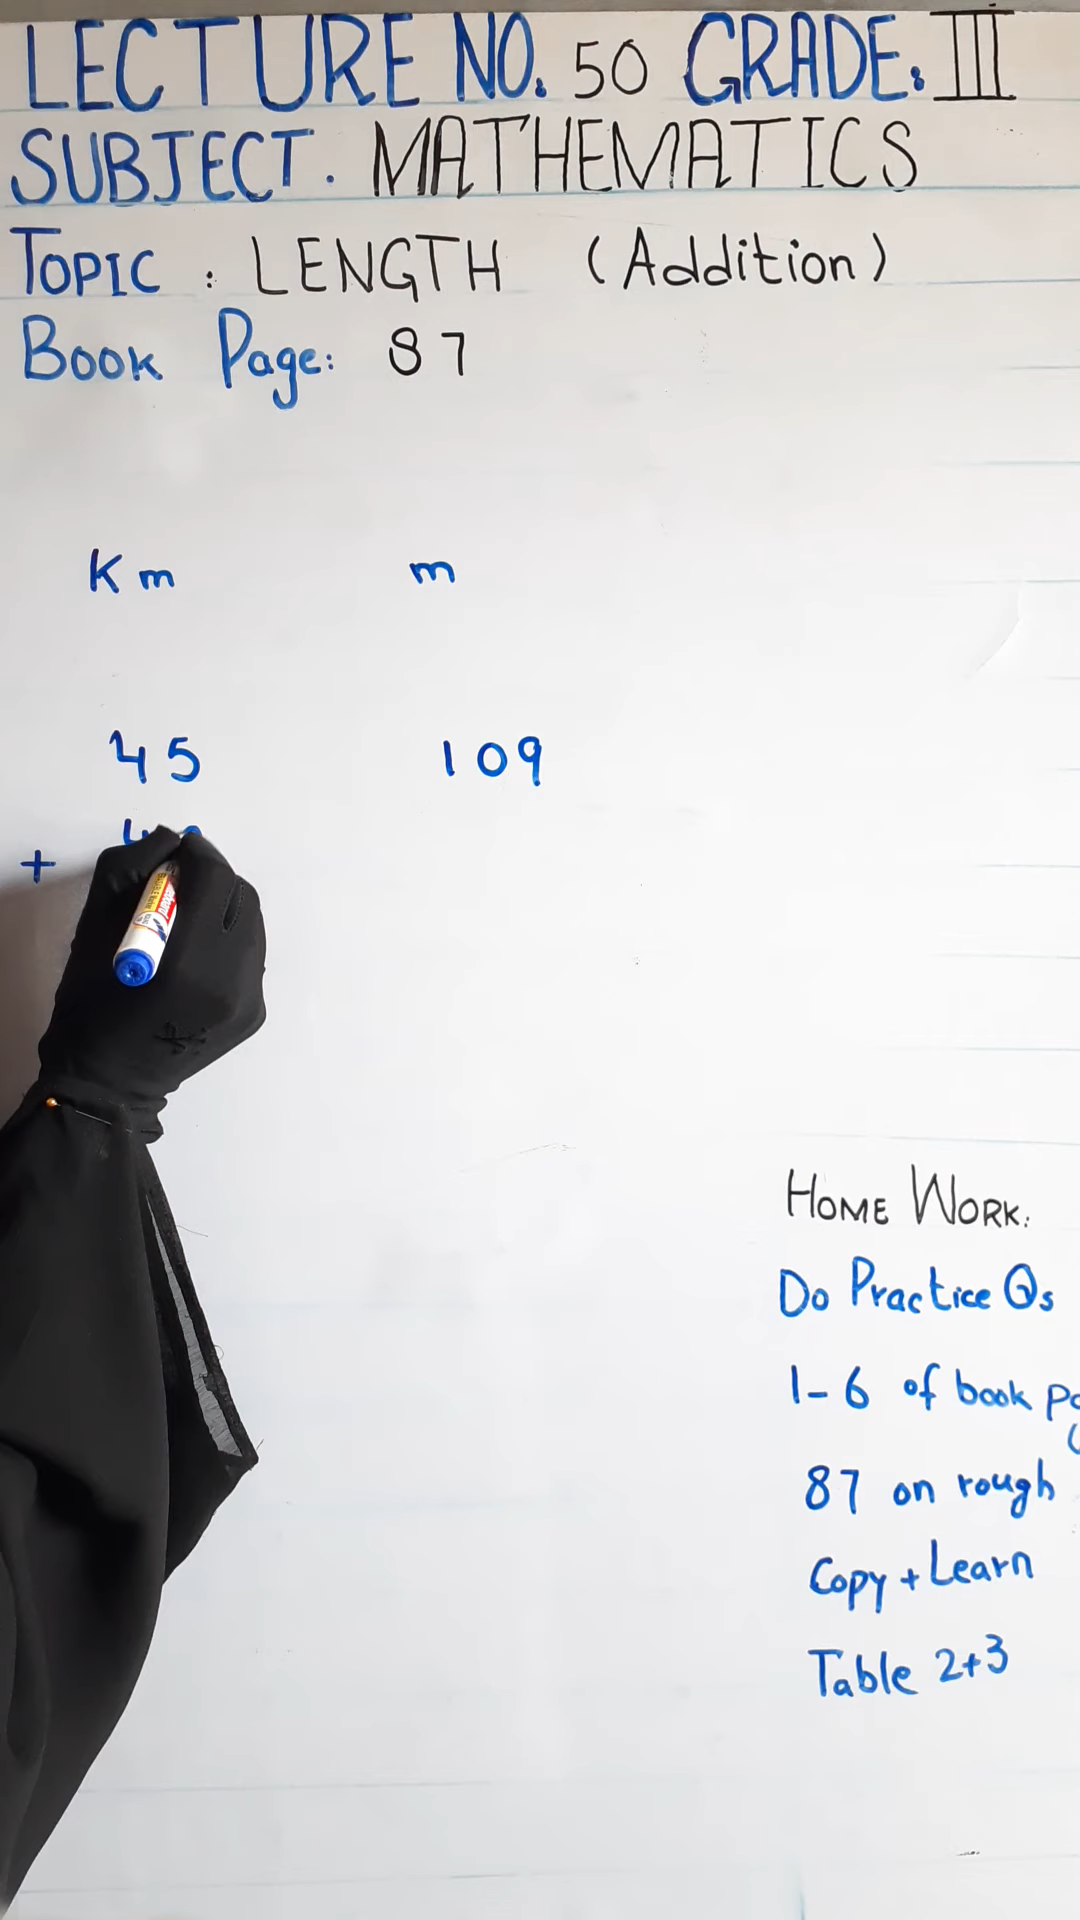 LECTURE NO. 50 GRADE: III
SUBJECT. MATHEMATICS
TOPIC : LENGTH (Addition)
Book Page: 87
Km m
45 109
+
HOME WORK:
Do Practice Qs
1-6 of book
87 on rough
Copy + Learn
Table 2+3